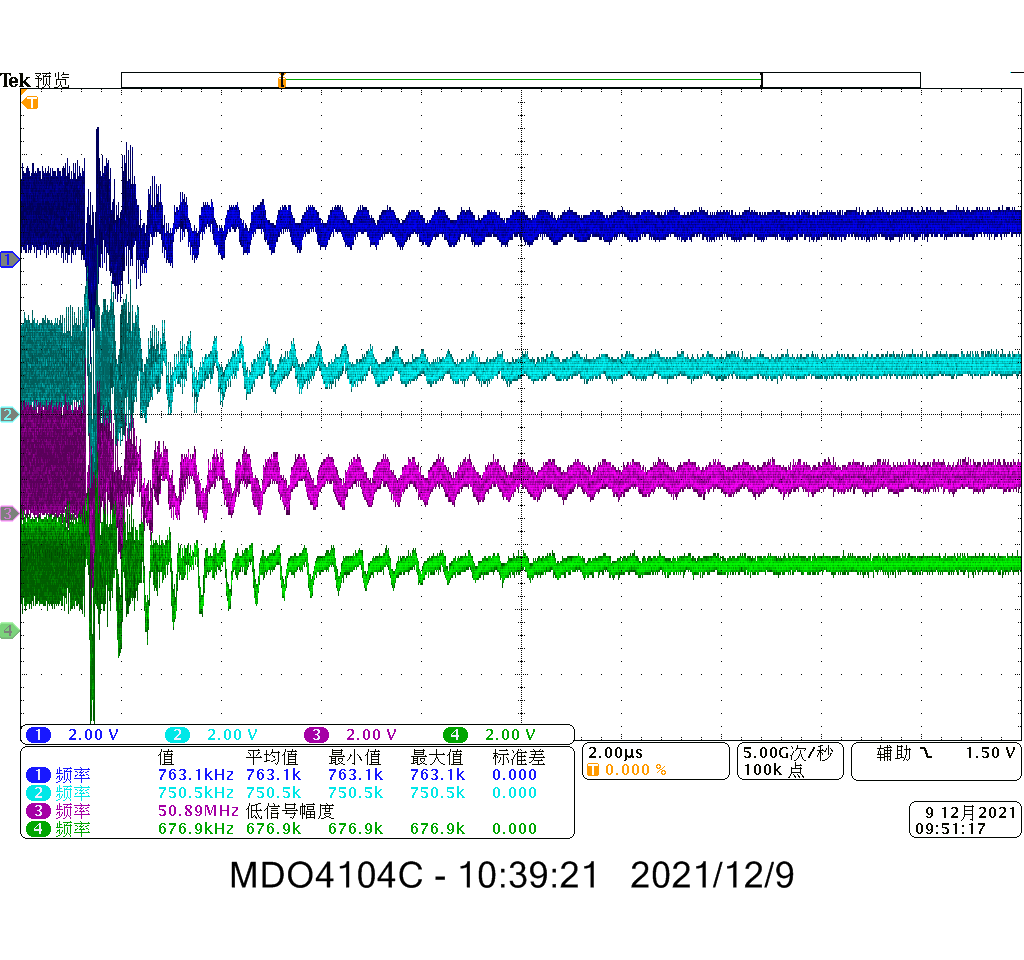 Tek 预览
T
1
2
3
4
1 2.00 V 2 2.00 V 3 2.00 V 4 2.00 V
值 平均值 最小值 最大值 标准差
1 频率 763.1kHz 763.1k 763.1k 763.1k 0.000
2 频率 750.5kHz 750.5k 750.5k 750.5k 0.000
3 频率 50.89MHz 低信号幅度
4 频率 676.9kHz 676.9k 676.9k 676.9k 0.000
2.00µs
T 0.000 %
5.00G次/秒
100k 点
辅助 1.50 V
9 12月2021
09:51:17
MDO4104C - 10:39:21 2021/12/9